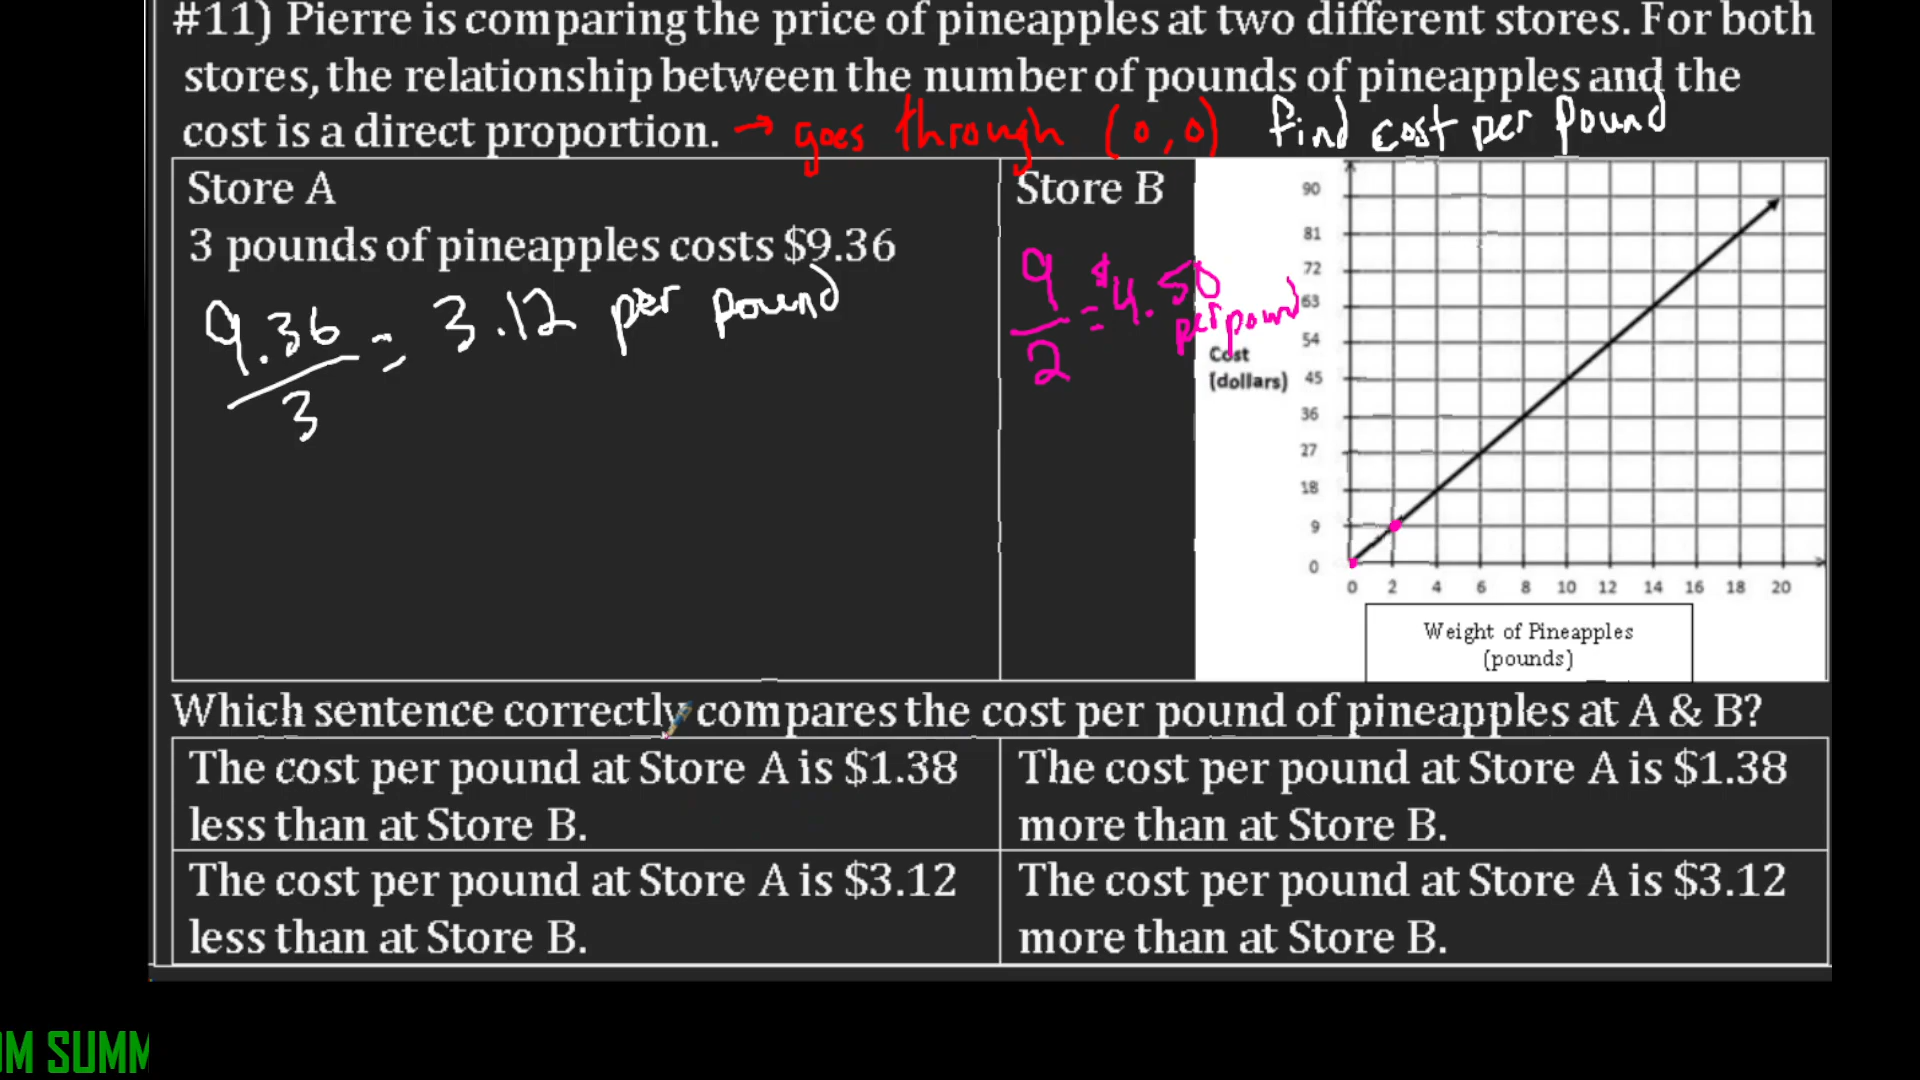 #11) Pierre is comparing the price of pineapples at two different stores. For both
stores, the relationship between the number of pounds of pineapples and the
cost is a direct proportion. → goes through (0,0) find cost per pound
Store A
3 pounds of pineapples costs $9.36
9.36/3 = 3.12 per pound
Store B
9/2 = $4.50
per pound
90
81
72
63
54
45
36
27
18
9
0
Cost
(dollars)
0 2 4 6 8 10 12 14 16 18 20
Weight of Pineapples
(pounds)
Which sentence correctly compares the cost per pound of pineapples at A & B?
The cost per pound at Store A is $1.38
less than at Store B.
The cost per pound at Store A is $1.38
more than at Store B.
The cost per pound at Store A is $3.12
less than at Store B.
The cost per pound at Store A is $3.12
more than at Store B.
OM SUMM